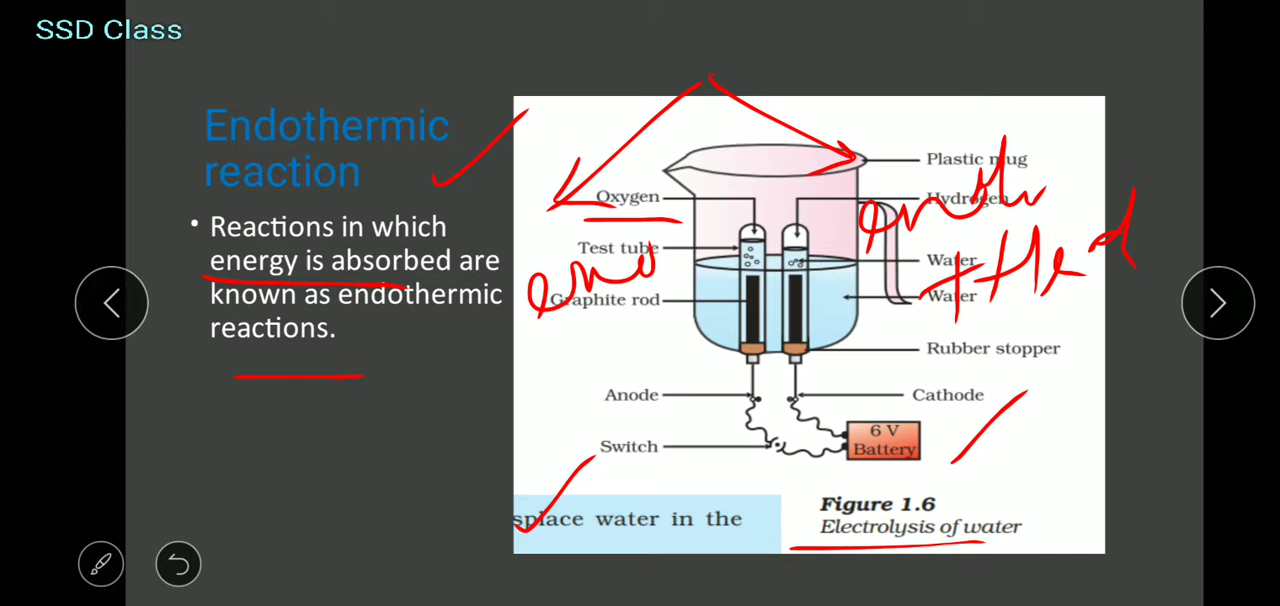 SSD Class
Endothermic
reaction
• Reactions in which
energy is absorbed are
known as endothermic
reactions.
Plastic mug
Oxygen
Hydrogen
Test tube
Water
Graphite rod
Water
Rubber stopper
Anode
Cathode
Switch
6 V
Battery
Figure 1.6
Electrolysis of water
splace water in the